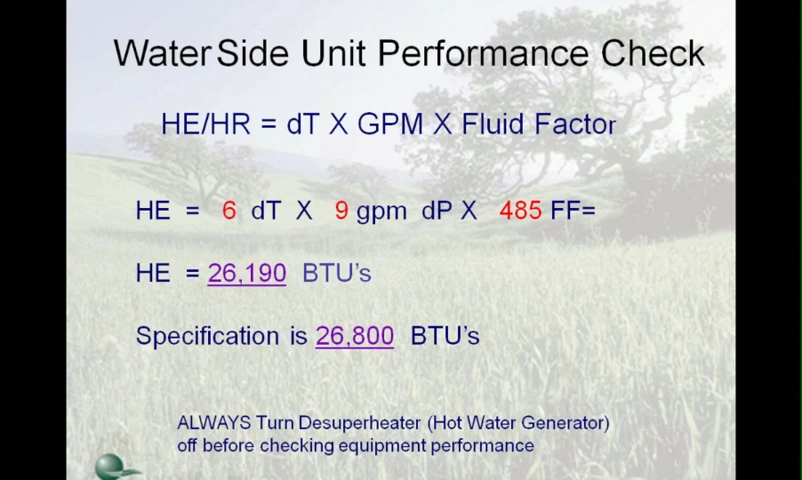 Water Side Unit Performance Check
HE/HR = dT X GPM X Fluid Factor
HE = 6 dT X 9 gpm dP X 485 FF=
HE = 26,190 BTU's
Specification is 26,800 BTU's
ALWAYS Turn Desuperheater (Hot Water Generator)
off before checking equipment performance